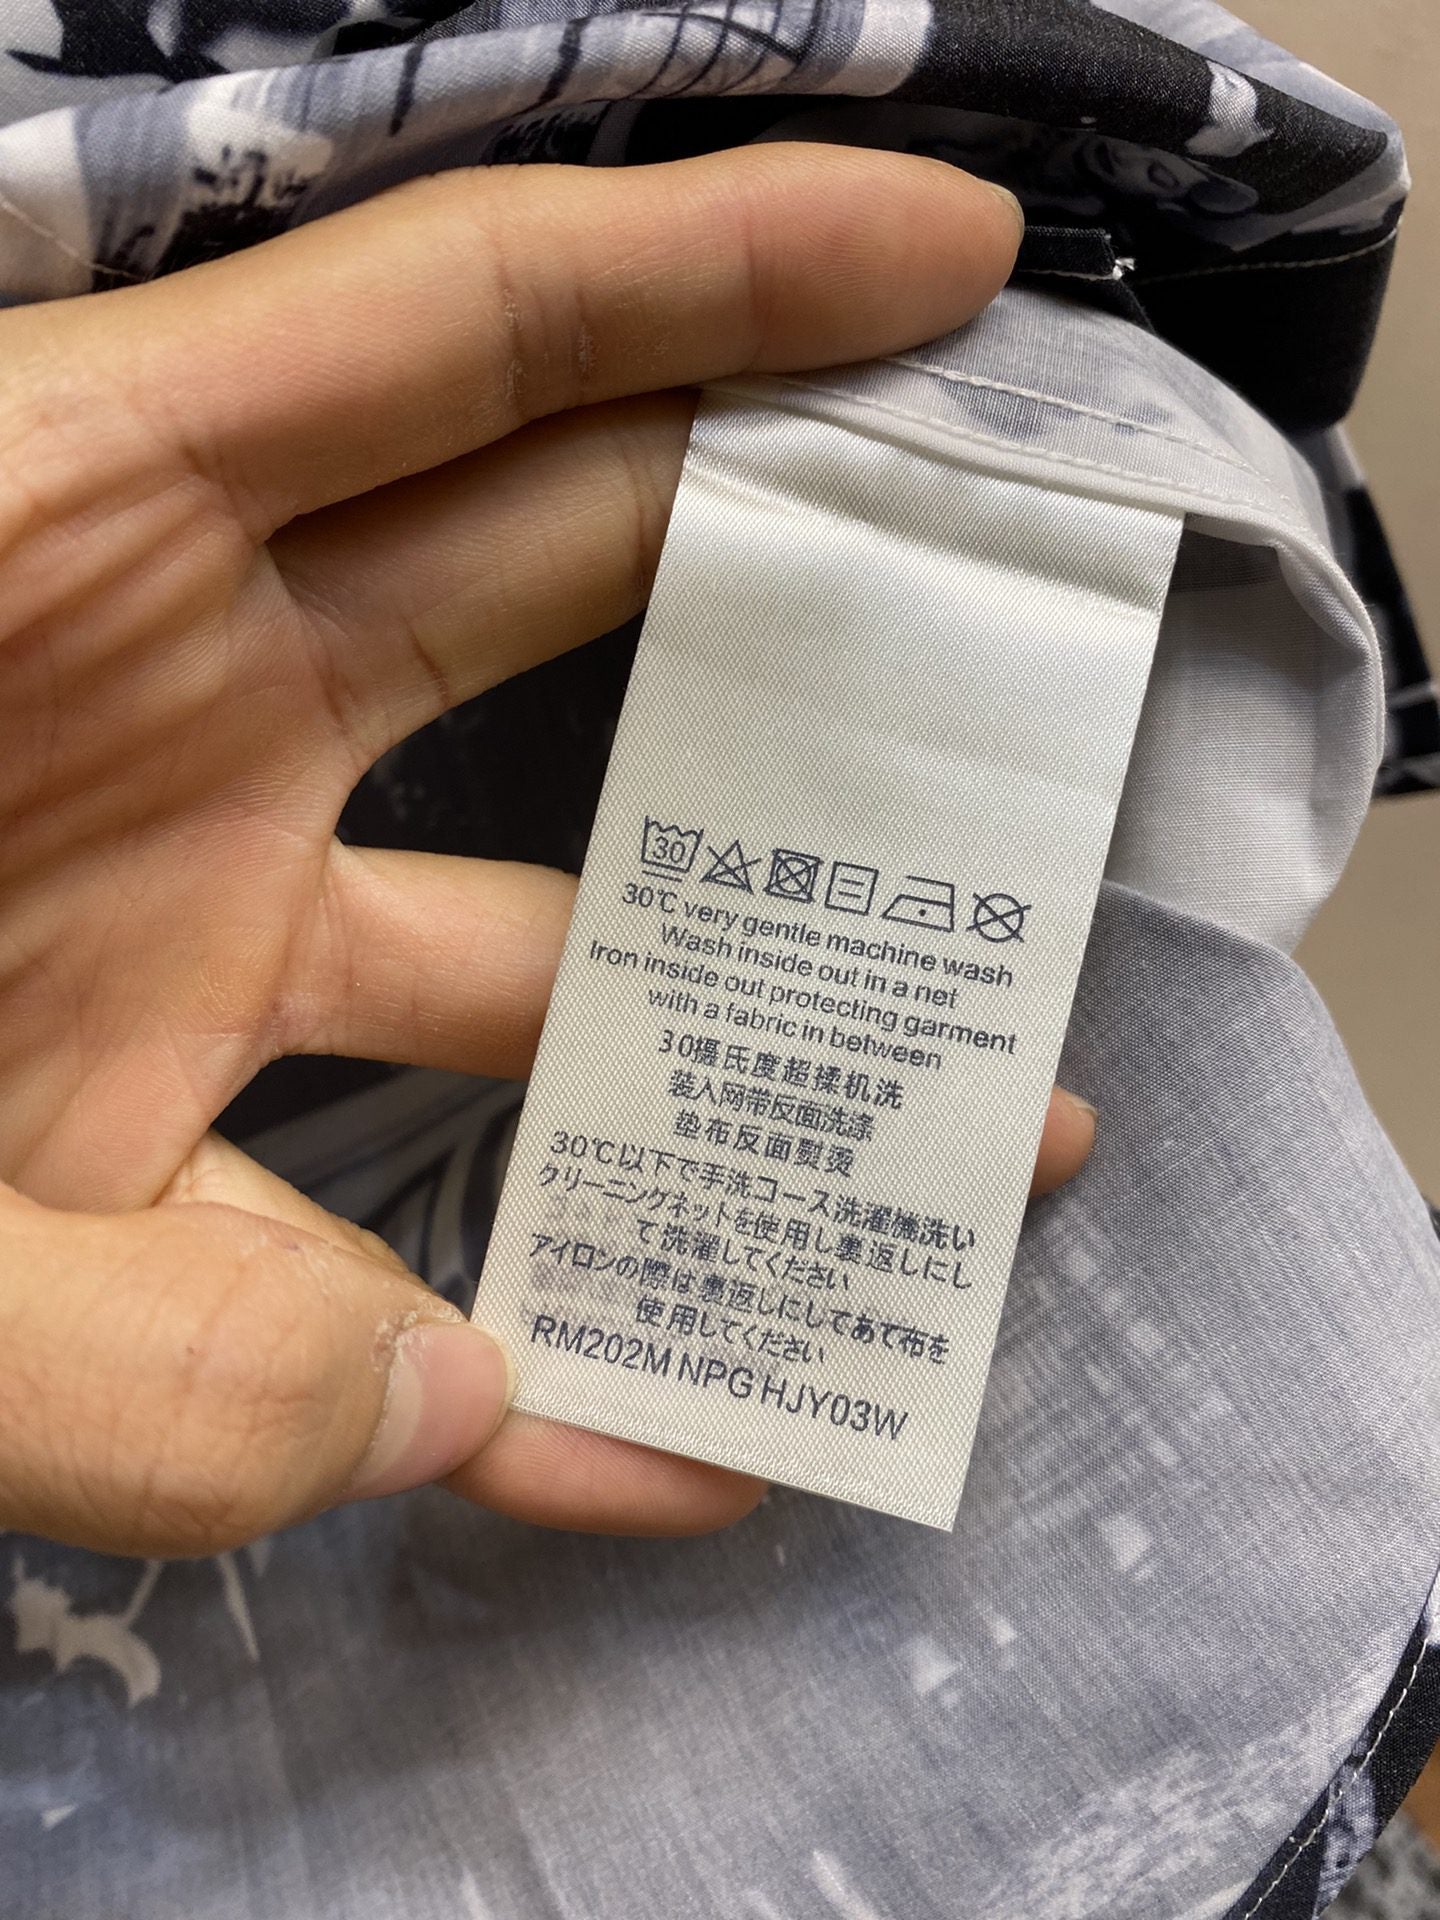 30
30℃ very gentle machine wash
Wash inside out in a net
Iron inside out protecting garment
with a fabric in between
30摄氏度超揉机洗
装入网带反面洗涤
垫布反面熨烫
30℃以下で手洗コース洗濯機洗い
クリーニングネットを使用し裏返しにし
て洗濯してください
アイロンの際は裏返しにしてあて布を
使用してください
RM202M NPG HJY03W